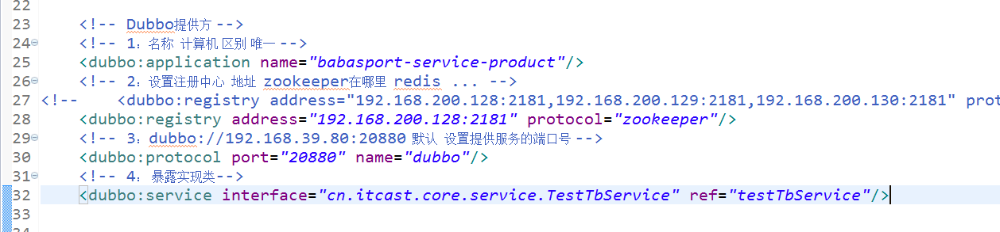 22
23 <!-- Dubbo提供方 -->
24 <!-- 1：名称 计算机 区别 唯一 -->
25 <dubbo:application name="babasport-service-product"/>
26 <!-- 2：设置注册中心 地址 zookeeper在哪里 redis ... -->
27 <!-- <dubbo:registry address="192.168.200.128:2181,192.168.200.129:2181,192.168.200.130:2181" prot
28 <dubbo:registry address="192.168.200.128:2181" protocol="zookeeper"/>
29 <!-- 3：dubbo://192.168.39.80:20880 默认 设置提供服务的端口号 -->
30 <dubbo:protocol port="20880" name="dubbo"/>
31 <!-- 4： 暴露实现类-->
32 <dubbo:service interface="cn.itcast.core.service.TestTbService" ref="testTbService"/>
33
34